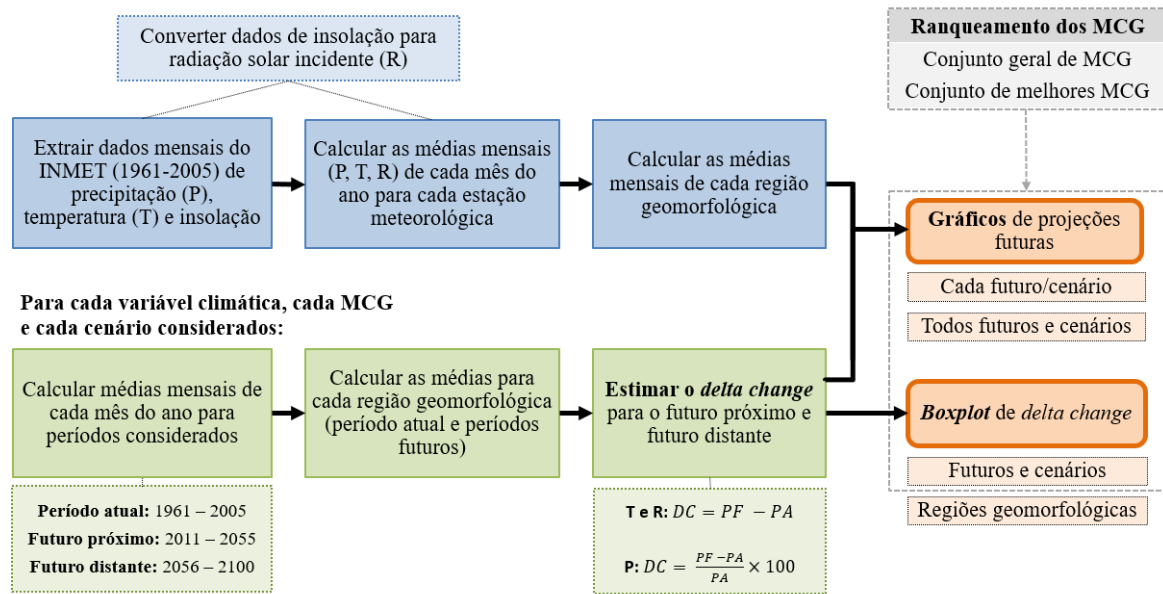 Converter dados de insolação para
radiação solar incidente (R)
Ranqueamento dos MCG
Conjunto geral de MCG
Conjunto de melhores MCG
Extrair dados mensais do
INMET (1961-2005) de
precipitação (P),
temperatura (T) e insolação
Calcular as médias mensais
(P, T, R) de cada mês do
ano para cada estação
meteorológica
Calcular as médias
mensais de cada região
geomorfológica
Gráficos de projeções
futuras
Cada futuro/cenário
Todos futuros e cenários
Para cada variável climática, cada MCG
e cada cenário considerados:
Calcular médias mensais de
cada mês do ano para
períodos considerados
Calcular as médias para
cada região geomorfológica
(período atual e períodos
futuros)
Estimar o delta change
para o futuro próximo e
futuro distante
Boxplot de delta change
Futuros e cenários
Regiões geomorfológicas
Período atual: 1961 – 2005
Futuro próximo: 2011 – 2055
Futuro distante: 2056 – 2100
T e R: DC = PF − PA
P: DC = (PF−PA)/PA × 100